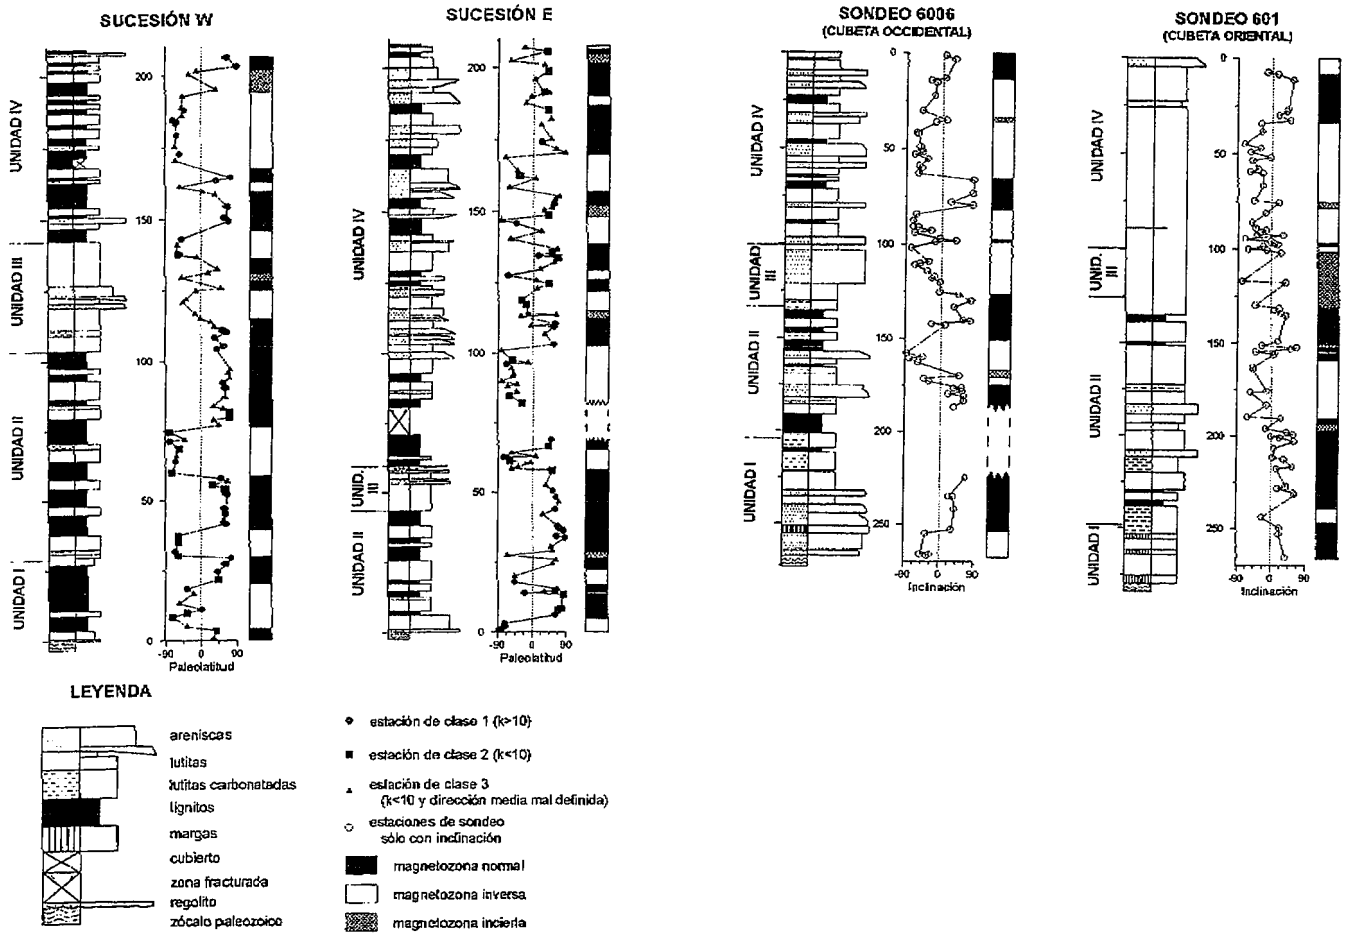 SUCESIÓN W
200
150
100
50
0
UNIDAD IV
UNIDAD III
UNIDAD II
UNIDAD I
-90 0 90
Paleolatitud
SUCESIÓN E
200
150
100
50
0
UNIDAD IV
UNID. III
UNIDAD II
-90 0 90
Paleolatitud
SONDEO 6006
(CUBETA OCCIDENTAL)
0
50
100
150
200
250
UNIDAD IV
UNIDAD III
UNIDAD II
UNIDAD I
-90 0 90
Inclinación
SONDEO 601
(CUBETA ORIENTAL)
0
50
100
150
200
250
UNIDAD IV
UNID. III
UNIDAD II
UNIDAD I
-90 0 90
Inclinación
LEYENDA
areniscas
lutitas
lutitas carbonatadas
lignitos
margas
cubierto
zona fracturada
regolito
zócalo paleozoico
estación de clase 1 (k>10)
estación de clase 2 (k<10)
estación de clase 3
(k<10 y dirección media mal definida)
estaciones de sondeo
sólo con inclinación
magnetozona normal
magnetozona inversa
magnetozona incierta